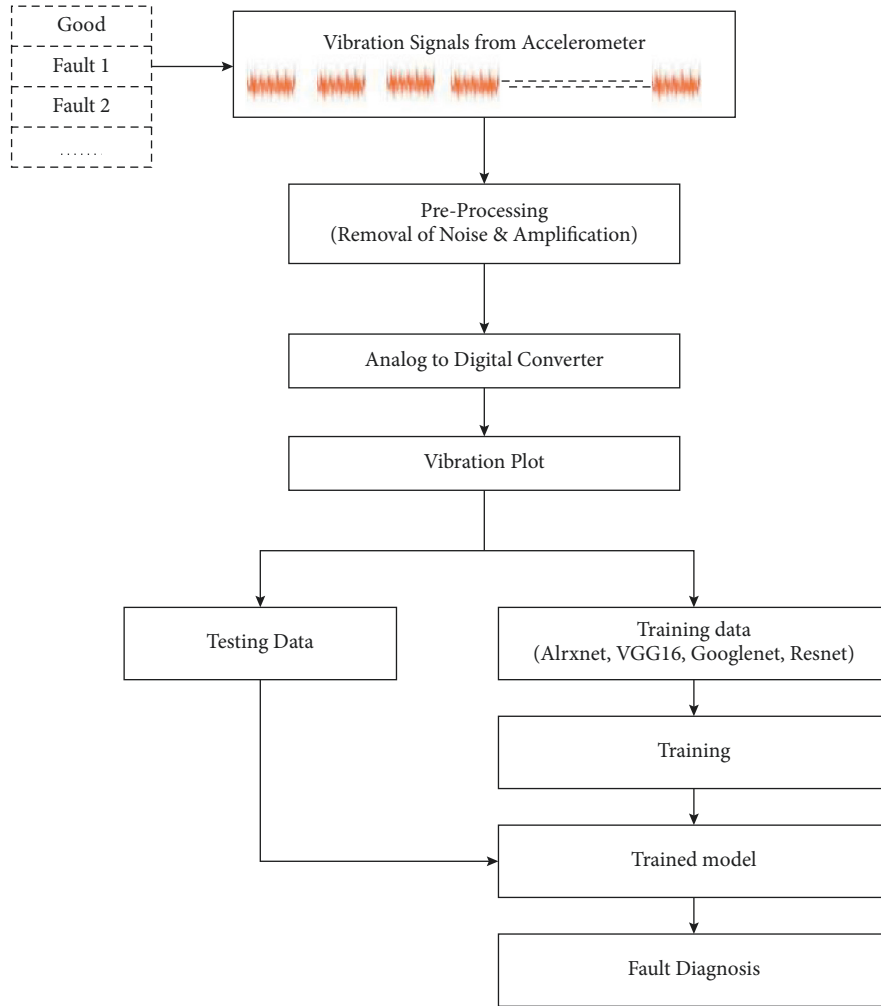 Good
Fault 1
Fault 2
.......
Vibration Signals from Accelerometer
Pre-Processing
(Removal of Noise & Amplification)
Analog to Digital Converter
Vibration Plot
Testing Data
Training data
(Alrxnet, VGG16, Googlenet, Resnet)
Training
Trained model
Fault Diagnosis